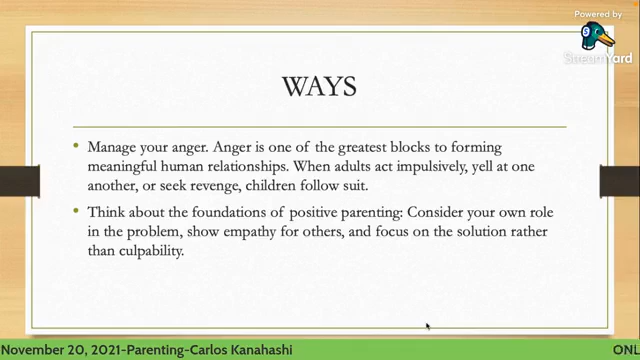 Powered by
StreamYard
WAYS
• Manage your anger. Anger is one of the greatest blocks to forming
meaningful human relationships. When adults act impulsively, yell at one
another, or seek revenge, children follow suit.
• Think about the foundations of positive parenting: Consider your own role
in the problem, show empathy for others, and focus on the solution rather
than culpability.
November 20, 2021-Parenting-Carlos Kanahashi ONL